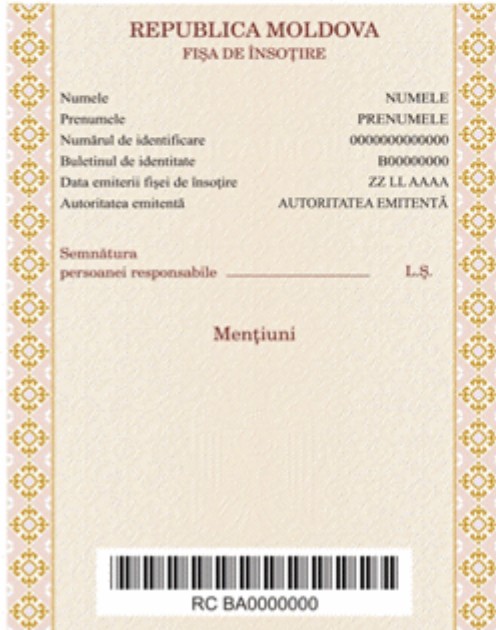 REPUBLICA MOLDOVA
FIȘA DE ÎNSOȚIRE
Numele NUMELE
Prenumele PRENUMELE
Numărul de identificare 0000000000000
Buletinul de identitate B00000000
Data emiterii fișei de însoțire ZZ LL AAAA
Autoritatea emitentă AUTORITATEA EMITENTĂ
Semnătura
persoanei responsabile L.Ș.
Mențiuni
RC BA0000000